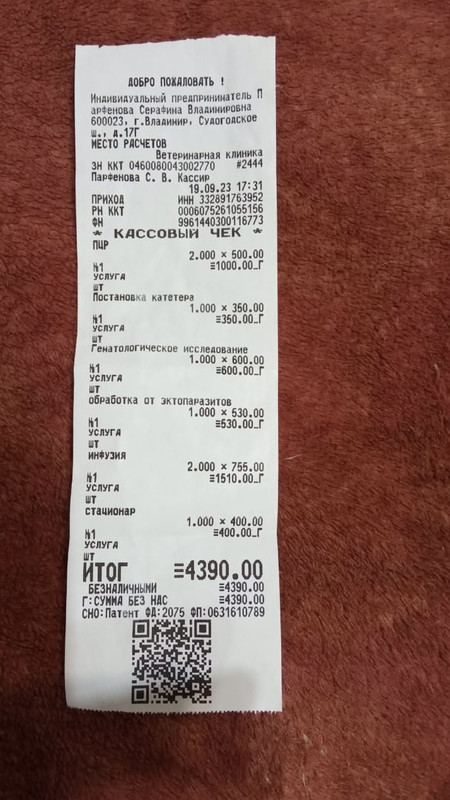 ДОБРО ПОЖАЛОВАТЬ !
Индивидуальный предприниматель П
арфенова Серафина Владимировна
600023, г.Владимир, Судогодское
ш., д.17Г
МЕСТО РАСЧЕТОВ
Ветеринарная клиника
ЗН ККТ 0460080043002770 #2444
Парфенова С. В. Кассир
19.09.23 17:31
ПРИХОД ИНН 332891763952
РН ККТ 0006075261055156
ФН 9961440300116773
* КАССОВЫЙ ЧЕК *
ПЦР
2.000 × 500.00
№1 ≡1000.00_Г
УСЛУГА
шт
Постановка катетера
1.000 × 350.00
№1 ≡350.00_Г
УСЛУГА
шт
Гематологическое исследование
1.000 × 600.00
№1 ≡600.00_Г
УСЛУГА
шт
обработка от эктопаразитов
1.000 × 530.00
№1 ≡530.00_Г
УСЛУГА
шт
инфузия
2.000 × 755.00
№1 ≡1510.00_Г
УСЛУГА
шт
стационар
1.000 × 400.00
№1 ≡400.00_Г
УСЛУГА
шт
ИТОГ ≡4390.00
БЕЗНАЛИЧНЫМИ ≡4390.00
Г:СУММА БЕЗ НДС ≡4390.00
СНО:Патент ФД:2075 ФП:0631610789